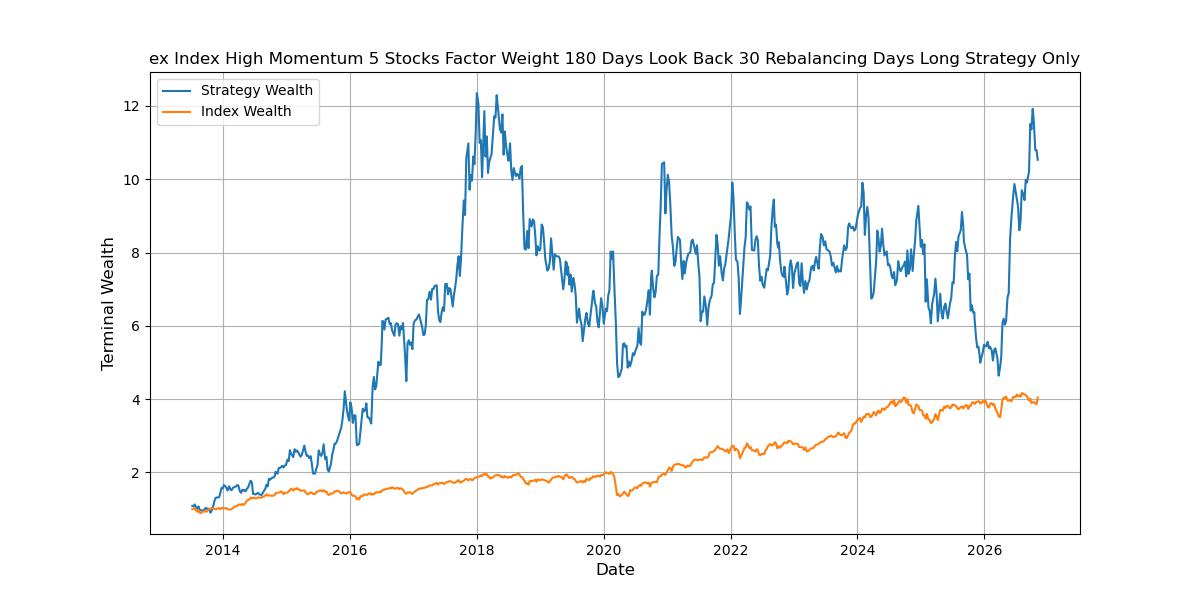 ex Index High Momentum 5 Stocks Factor Weight 180 Days Look Back 30 Rebalancing Days Long Strategy Only
Strategy Wealth
Index Wealth
Terminal Wealth
12
10
8
6
4
2
2014 2016 2018 2020 2022 2024 2026
Date